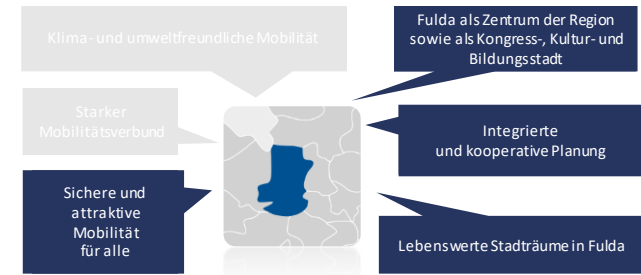 Klima- und umweltfreundliche Mobilität
Fulda als Zentrum der Region
sowie als Kongress-, Kultur- und
Bildungsstadt
Starker
Mobilitätsverbund
Integrierte
und kooperative Planung
Sichere und
attraktive
Mobilität
für alle
Lebenswerte Stadträume in Fulda